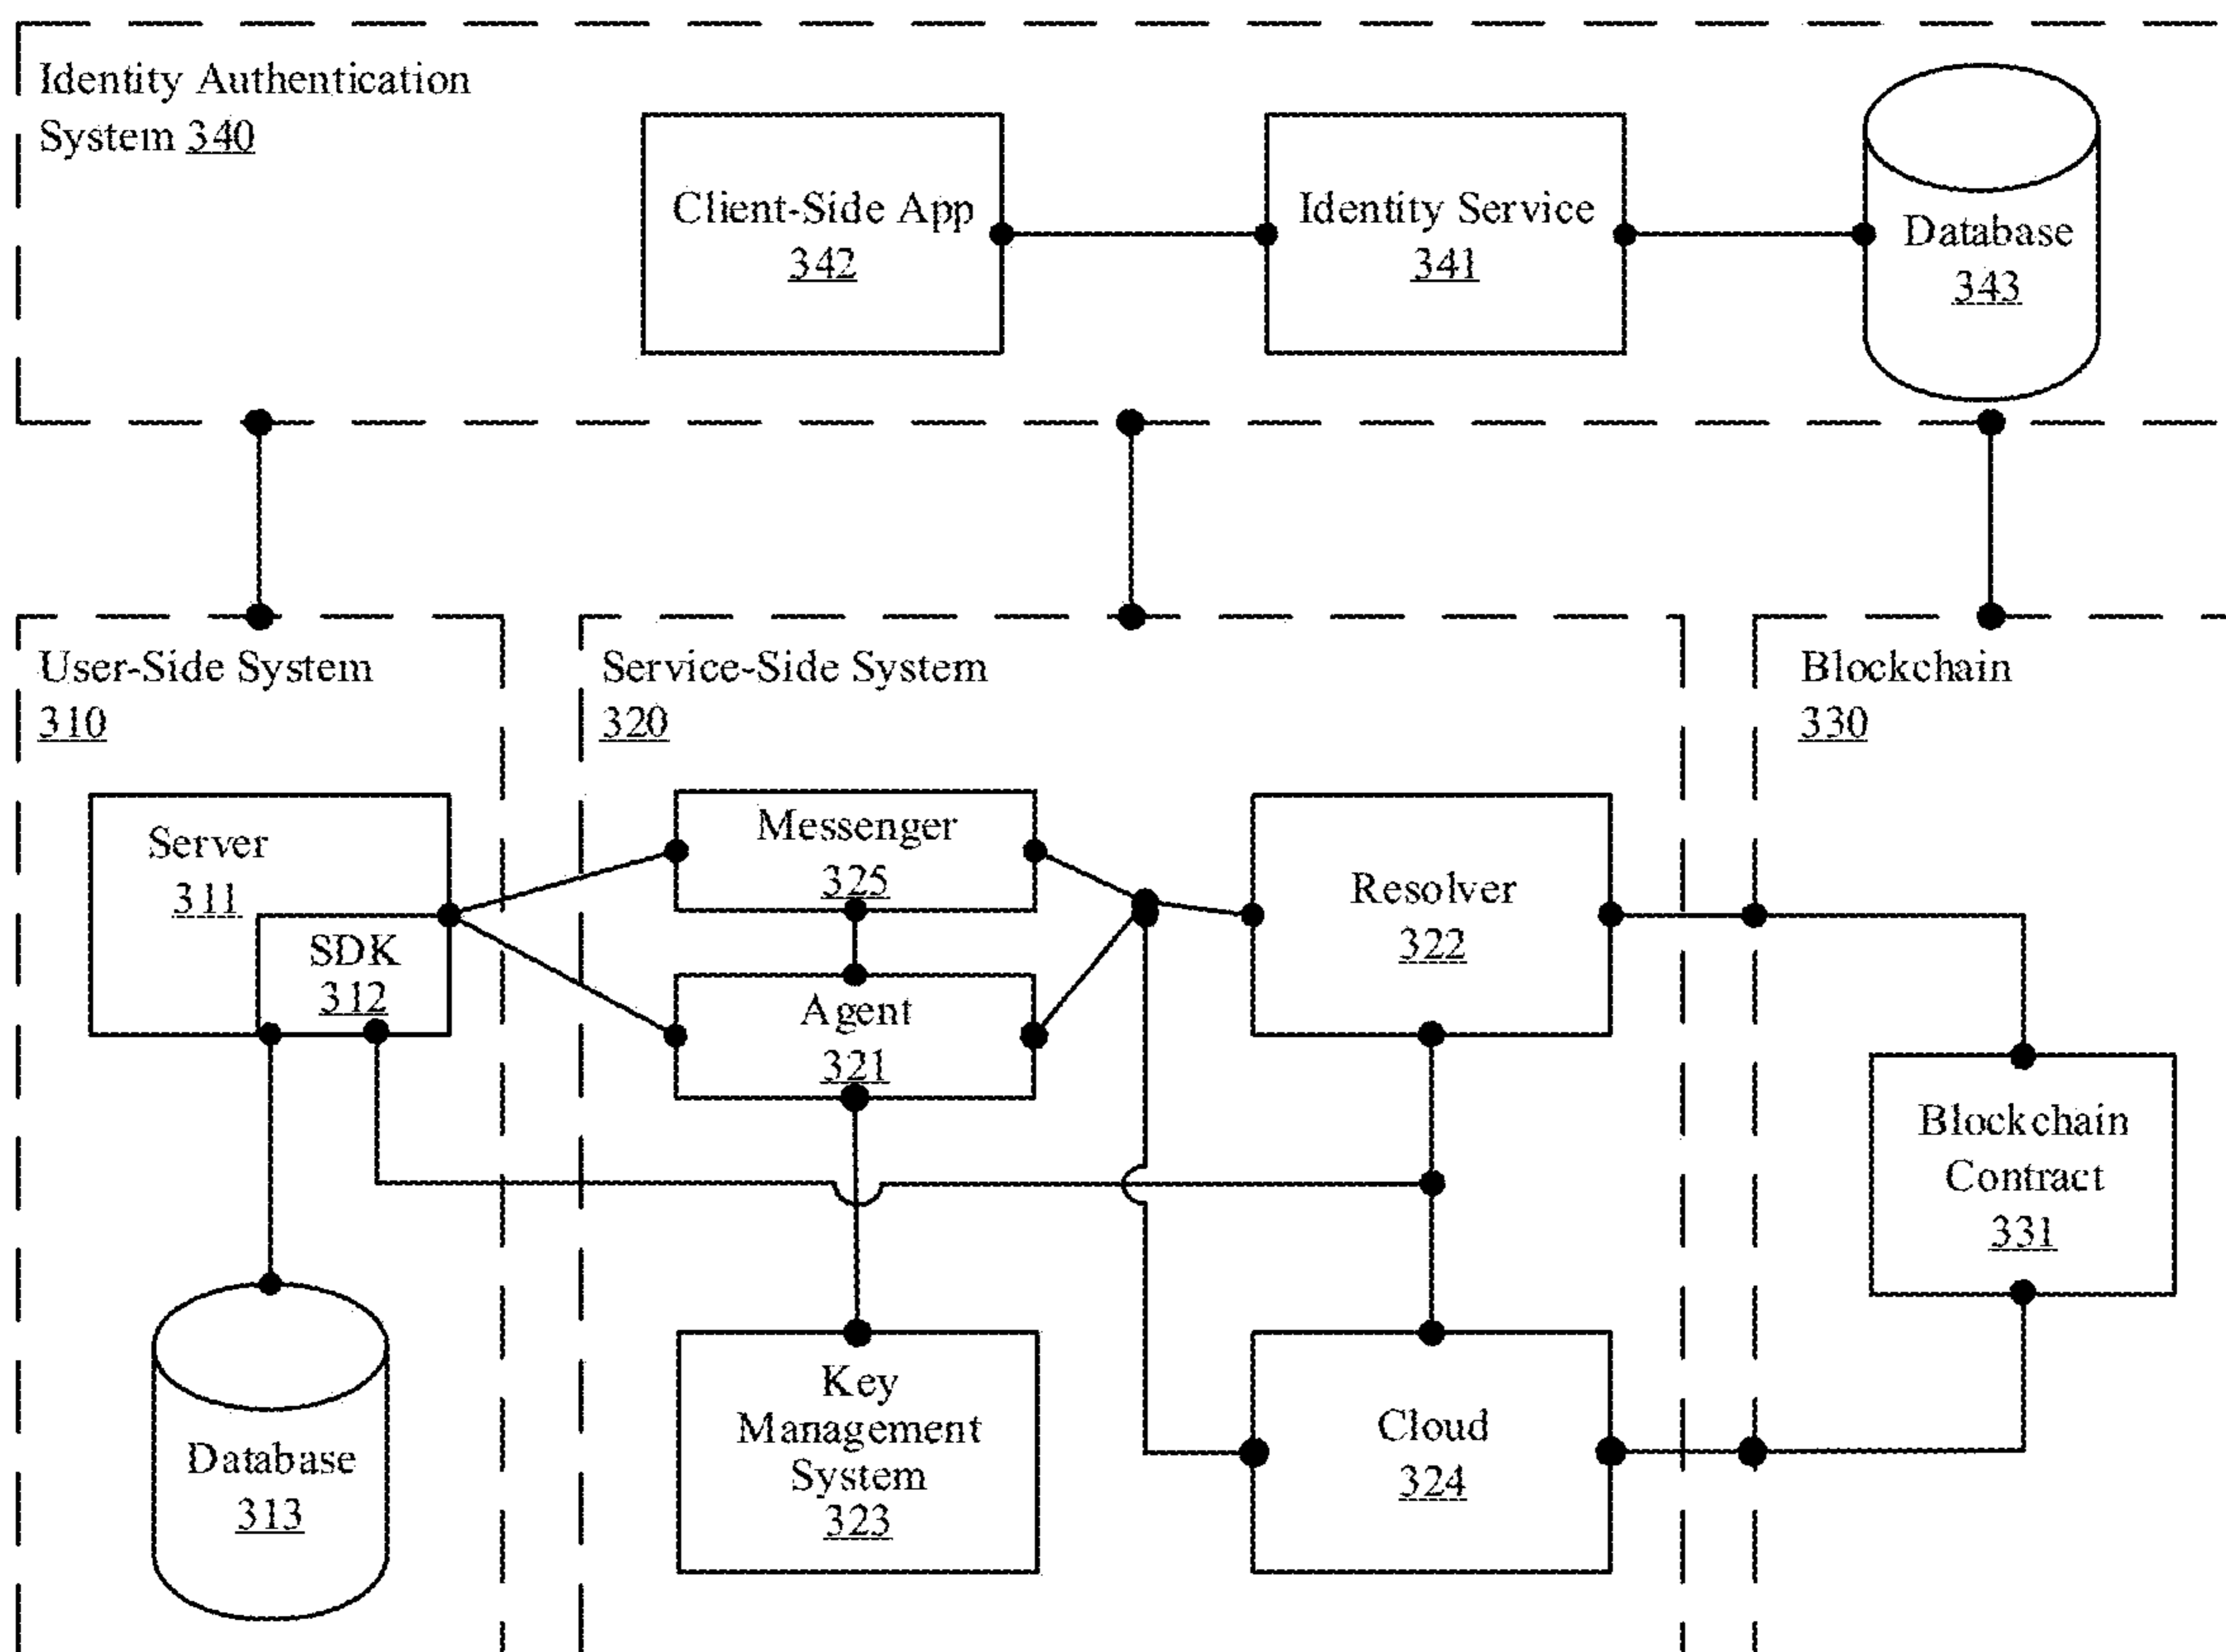 Identity Authentication
System 340
Client-Side App
342
Identity Service
341
Database
343
User-Side System
310
Server
311
SDK
312
Database
313
Service-Side System
320
Messenger
325
Agent
321
Key
Management
System
323
Resolver
322
Cloud
324
Blockchain
330
Blockchain
Contract
331